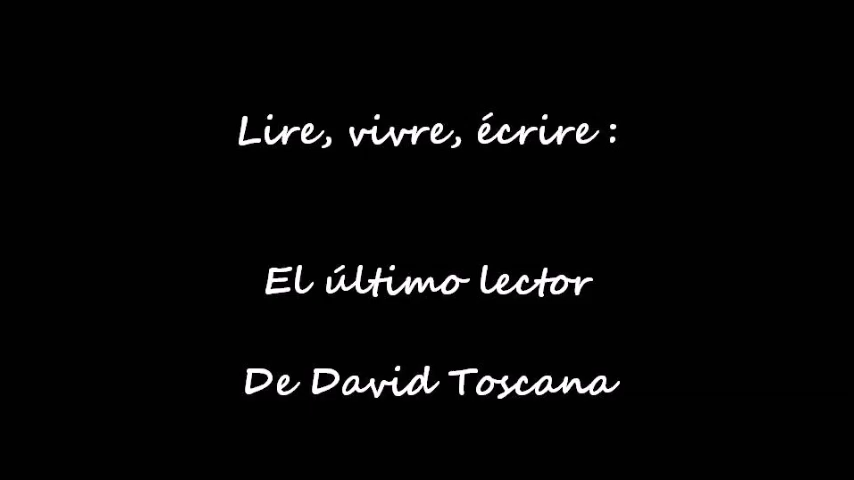 Lire, vivre, écrire :
El último lector
De David Toscana